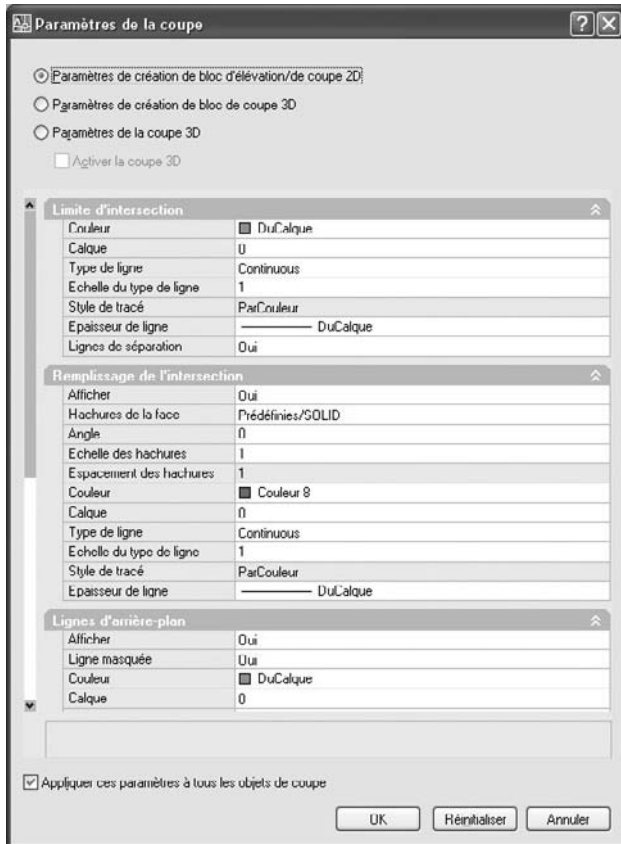 Paramètres de la coupe
Paramètres de création de bloc d'élévation/de coupe 2D
Paramètres de création de bloc de coupe 3D
Paramètres de la coupe 3D
Activer la coupe 3D
Limite d'intersection
Couleur DuCalque
Calque 0
Type de ligne Continuous
Echelle du type de ligne 1
Style de tracé ParCouleur
Epaisseur de ligne DuCalque
Lignes de séparation Oui
Remplissage de l'intersection
Afficher Oui
Hachures de la face Prédéfinies/SOLID
Angle 0
Echelle des hachures 1
Espacement des hachures 1
Couleur Couleur 8
Calque 0
Type de ligne Continuous
Echelle du type de ligne 1
Style de tracé ParCouleur
Epaisseur de ligne DuCalque
Lignes d'arrière-plan
Afficher Oui
Ligne masquée Oui
Couleur DuCalque
Calque 0
Appliquer ces paramètres à tous les objets de coupe
OK Réinitialiser Annuler